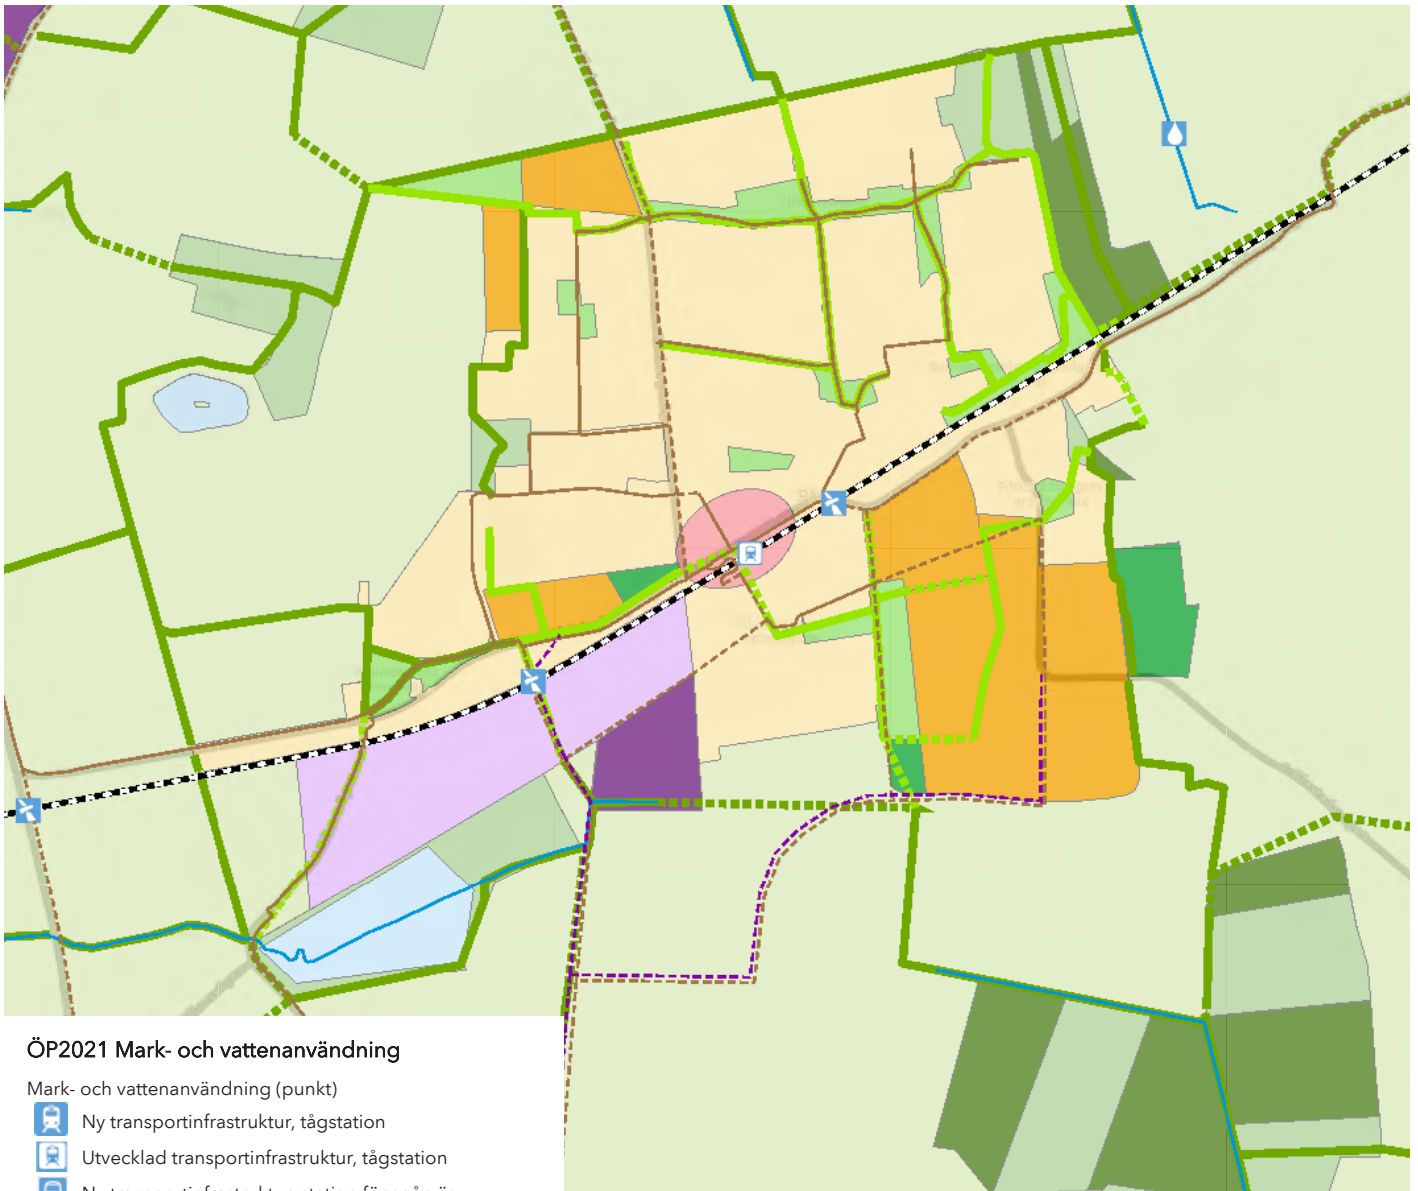 ÖP2021 Mark- och vattenanvändning
Mark- och vattenanvändning (punkt)
Ny transportinfrastruktur, tågstation
Utvecklad transportinfrastruktur, tågstation